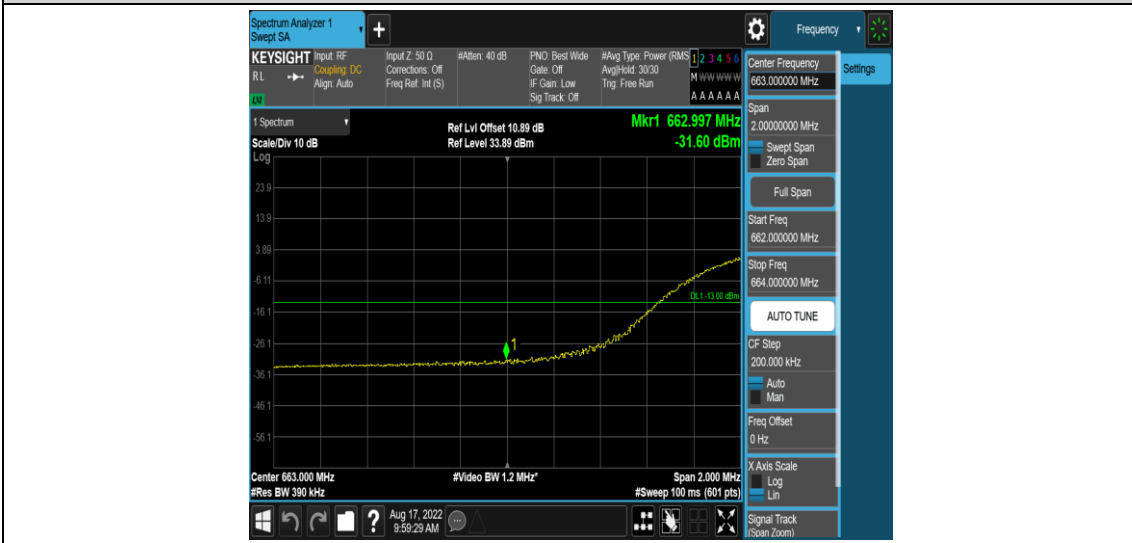 Spectrum Analyzer 1
Swept SA
+
Frequency
KEYSIGHT
R L
LXI
Input: RF
Coupling: DC
Align: Auto
Input Z: 50 Ω
Corrections: Off
Freq Ref: Int (S)
#Atten: 40 dB
PNO: Best Wide
Gate: Off
IF Gain: Low
Sig Track: Off
#Avg Type: Power (RMS
Avg|Hold: 30/30
Trig: Free Run
1 2 3 4 5 6
M W W W W W
A A A A A A
1 Spectrum
Scale/Div 10 dB
Log
Ref Lvl Offset 10.89 dB
Ref Level 33.89 dBm
Mkr1 662.997 MHz
-31.60 dBm
23.9
13.9
3.89
-6.11
DL1 -13.00 dBm
-16.1
-26.1
1
-36.1
-46.1
-56.1
Center 663.000 MHz
#Res BW 390 kHz
#Video BW 1.2 MHz*
Span 2.000 MHz
#Sweep 100 ms (601 pts)
?
Aug 17, 2022
9:59:29 AM
Center Frequency
663.000000 MHz
Span
2.00000000 MHz
Swept Span
Zero Span
Full Span
Start Freq
662.000000 MHz
Stop Freq
664.000000 MHz
AUTO TUNE
CF Step
200.000 kHz
Auto
Man
Freq Offset
0 Hz
X Axis Scale
Log
Lin
Signal Track
(Span Zoom)
Settings